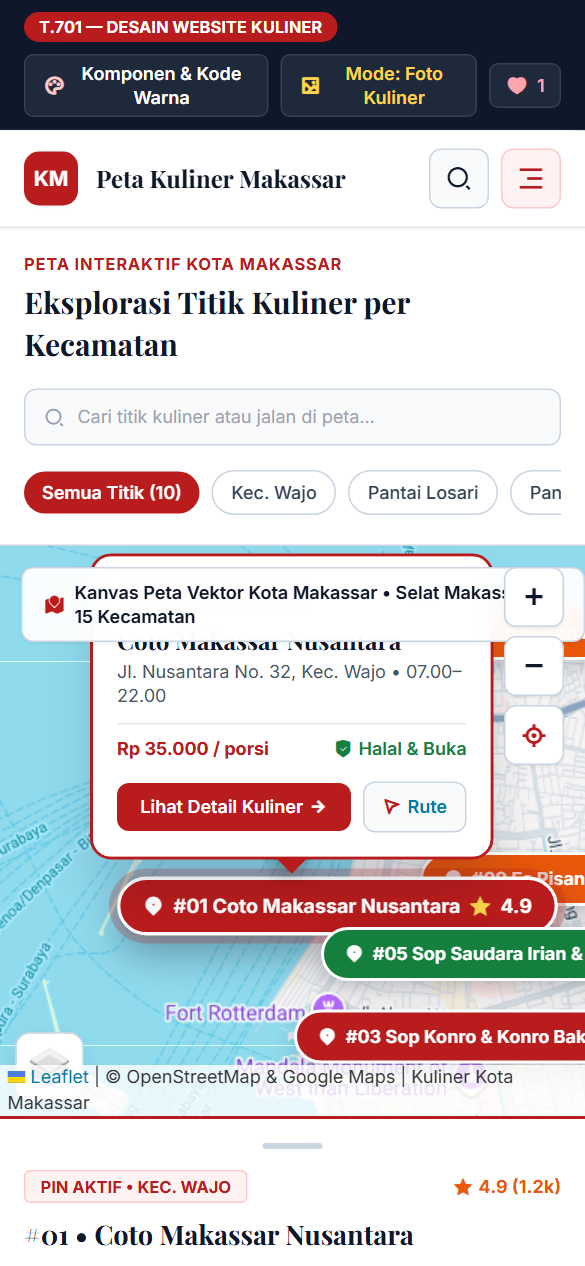 T.701 — DESAIN WEBSITE KULINER
Komponen & Kode
Warna
Mode: Foto
Kuliner
1
KM
Peta Kuliner Makassar
PETA INTERAKTIF KOTA MAKASSAR
Eksplorasi Titik Kuliner per
Kecamatan
Cari titik kuliner atau jalan di peta...
Semua Titik (10)
Kec. Wajo
Pantai Losari
Pan
Kanvas Peta Vektor Kota Makassar • Selat Makass
15 Kecamatan
+
−
Coto Makassar Nusantara
Jl. Nusantara No. 32, Kec. Wajo • 07.00–
22.00
Rp 35.000 / porsi
Halal & Buka
Lihat Detail Kuliner →
Rute
#01 Coto Makassar Nusantara ⭐ 4.9
#05 Sop Saudara Irian &
Fort Rotterdam
#03 Sop Konro & Konro Bak
Leaflet | © OpenStreetMap & Google Maps | Kuliner Kota
Makassar
PIN AKTIF • KEC. WAJO
★ 4.9 (1.2k)
#01 • Coto Makassar Nusantara